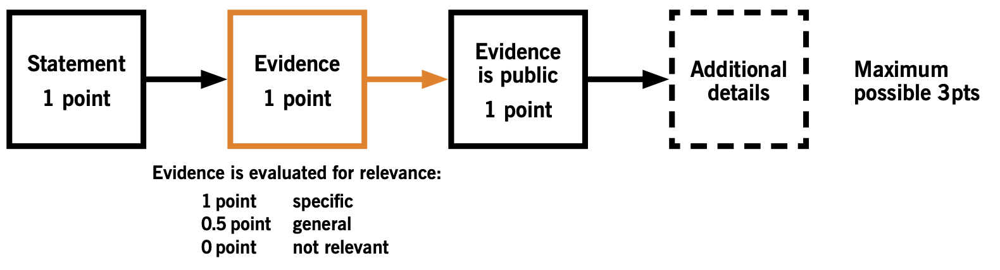 Statement
1 point
Evidence
1 point
Evidence
is public
1 point
Additional
details
Maximum
possible 3pts
Evidence is evaluated for relevance:
1 point specific
0.5 point general
0 point not relevant